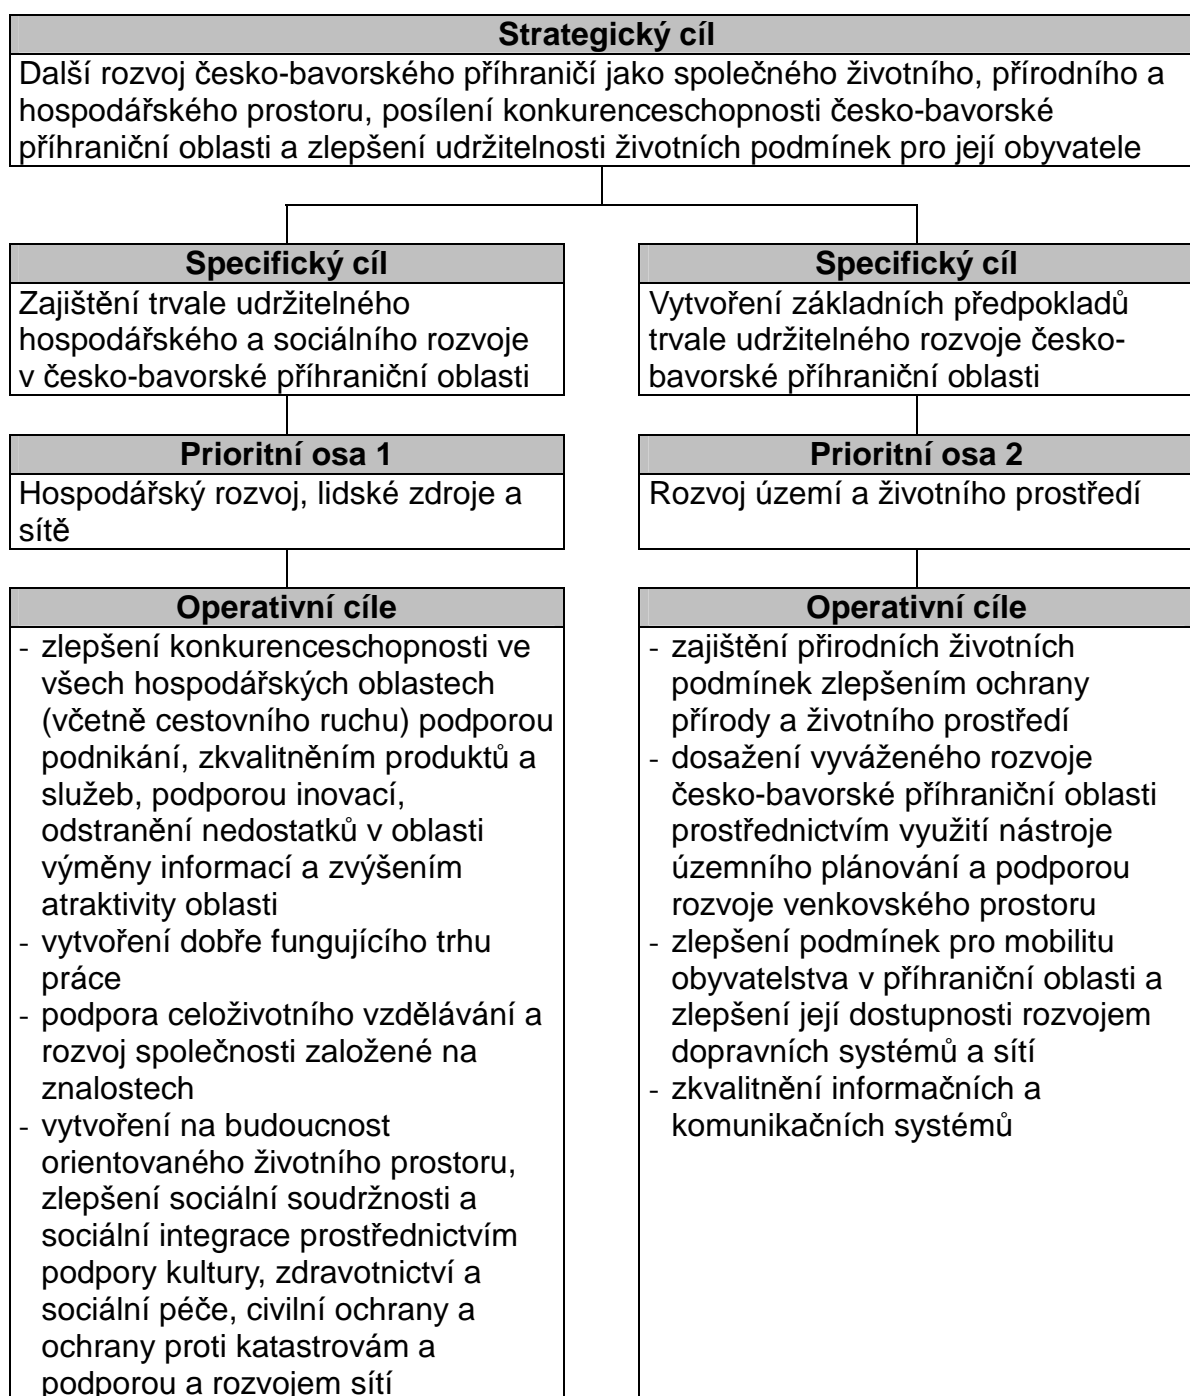 Strategický cíl
Další rozvoj česko-bavorského příhraničí jako společného životního, přírodního a
hospodářského prostoru, posílení konkurenceschopnosti česko-bavorské
příhraniční oblasti a zlepšení udržitelnosti životních podmínek pro její obyvatele
Specifický cíl
Zajištění trvale udržitelného
hospodářského a sociálního rozvoje
v česko-bavorské příhraniční oblasti
Prioritní osa 1
Hospodářský rozvoj, lidské zdroje a
sítě
Operativní cíle
- zlepšení konkurenceschopnosti ve
všech hospodářských oblastech
(včetně cestovního ruchu) podporou
podnikání, zkvalitněním produktů a
služeb, podporou inovací,
odstranění nedostatků v oblasti
výměny informací a zvýšením
atraktivity oblasti
- vytvoření dobře fungujícího trhu
práce
- podpora celoživotního vzdělávání a
rozvoj společnosti založené na
znalostech
- vytvoření na budoucnost
orientovaného životního prostoru,
zlepšení sociální soudržnosti a
sociální integrace prostřednictvím
podpory kultury, zdravotnictví a
sociální péče, civilní ochrany a
ochrany proti katastrovám a
podporou a rozvojem sítí
Specifický cíl
Vytvoření základních předpokladů
trvale udržitelného rozvoje česko-
bavorské příhraniční oblasti
Prioritní osa 2
Rozvoj území a životního prostředí
Operativní cíle
- zajištění přirodních životních
podmínek zlepšením ochrany
přírody a životního prostředí
- dosažení vyváženého rozvoje
česko-bavorské příhraniční oblasti
prostřednictvím využití nástroje
územního plánování a podporou
rozvoje venkovského prostoru
- zlepšení podmínek pro mobilitu
obyvatelstva v příhraniční oblasti a
zlepšení její dostupnosti rozvojem
dopravních systémů a sítí
- zkvalitnění informačních a
komunikačních systémů